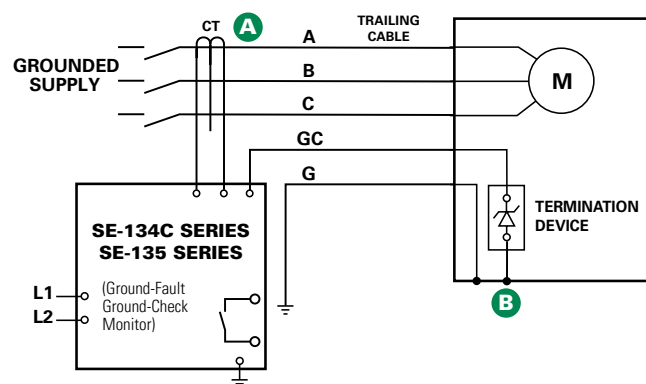 CT
A
A
TRAILING
CABLE
GROUNDED
SUPPLY
B
C
M
GC
G
SE-134C SERIES
SE-135 SERIES
(Ground-Fault
Ground-Check
Monitor)
L1
L2
TERMINATION
DEVICE
B